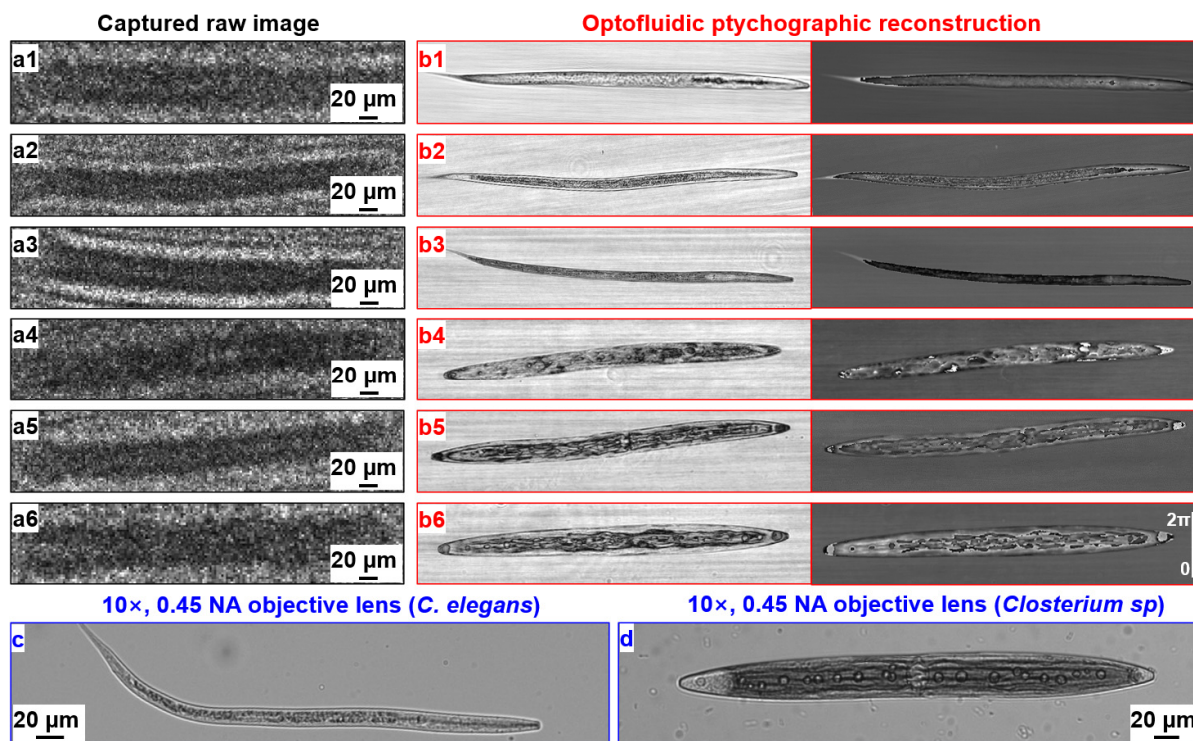 Captured raw image
Optofluidic ptychographic reconstruction
a1
20 µm
b1
a2
20 µm
b2
a3
20 µm
b3
a4
20 µm
b4
a5
20 µm
b5
a6
20 µm
b6
2π
0
10×, 0.45 NA objective lens (C. elegans)
10×, 0.45 NA objective lens (Closterium sp)
c
20 µm
d
20 µm